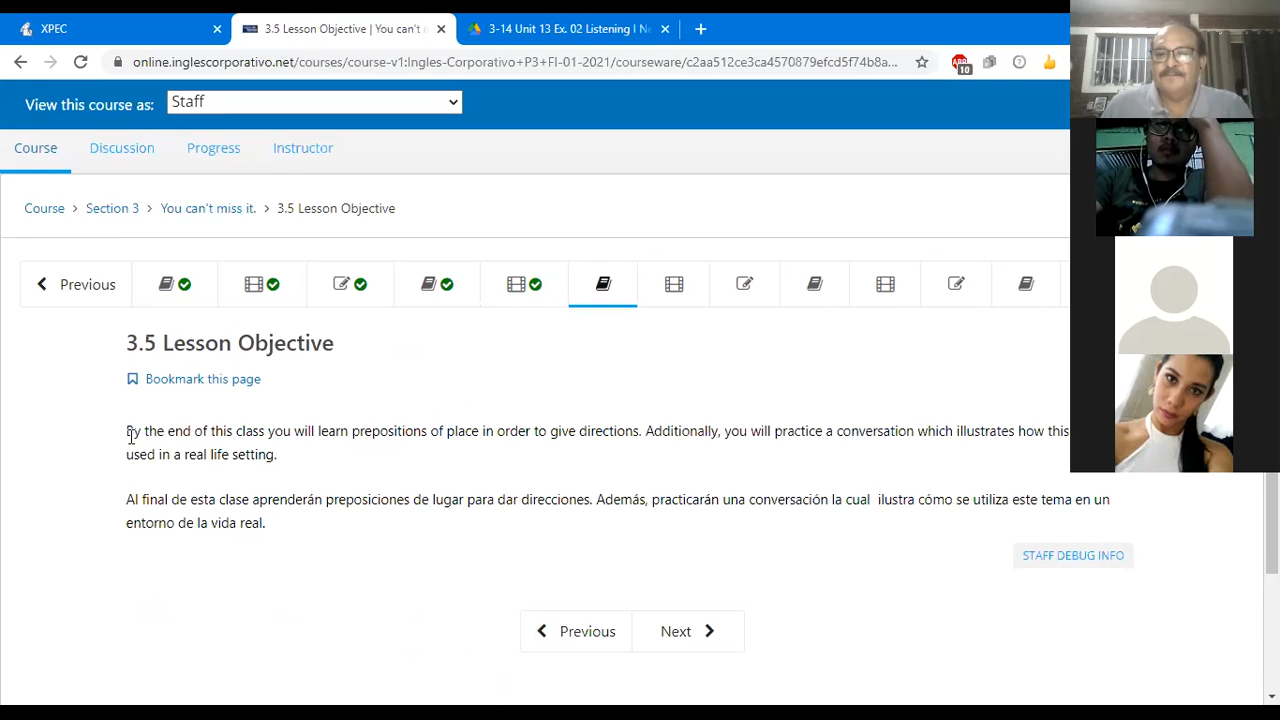 XPEC
3.5 Lesson Objective | You can't m
3-14 Unit 13 Ex. 02 Listening I Ne
online.inglescorporativo.net/courses/course-v1:Ingles-Corporativo+P3+FI-01-2021/courseware/c2aa512ce3ca4570879efcd5f74b8a...
10
View this course as: Staff
Course Discussion Progress Instructor
Course > Section 3 > You can't miss it. > 3.5 Lesson Objective
Previous
3.5 Lesson Objective
Bookmark this page
By the end of this class you will learn prepositions of place in order to give directions. Additionally, you will practice a conversation which illustrates how this
used in a real life setting.
Al final de esta clase aprenderán preposiciones de lugar para dar direcciones. Además, practicarán una conversación la cual ilustra cómo se utiliza este tema en un
entorno de la vida real.
STAFF DEBUG INFO
Previous Next